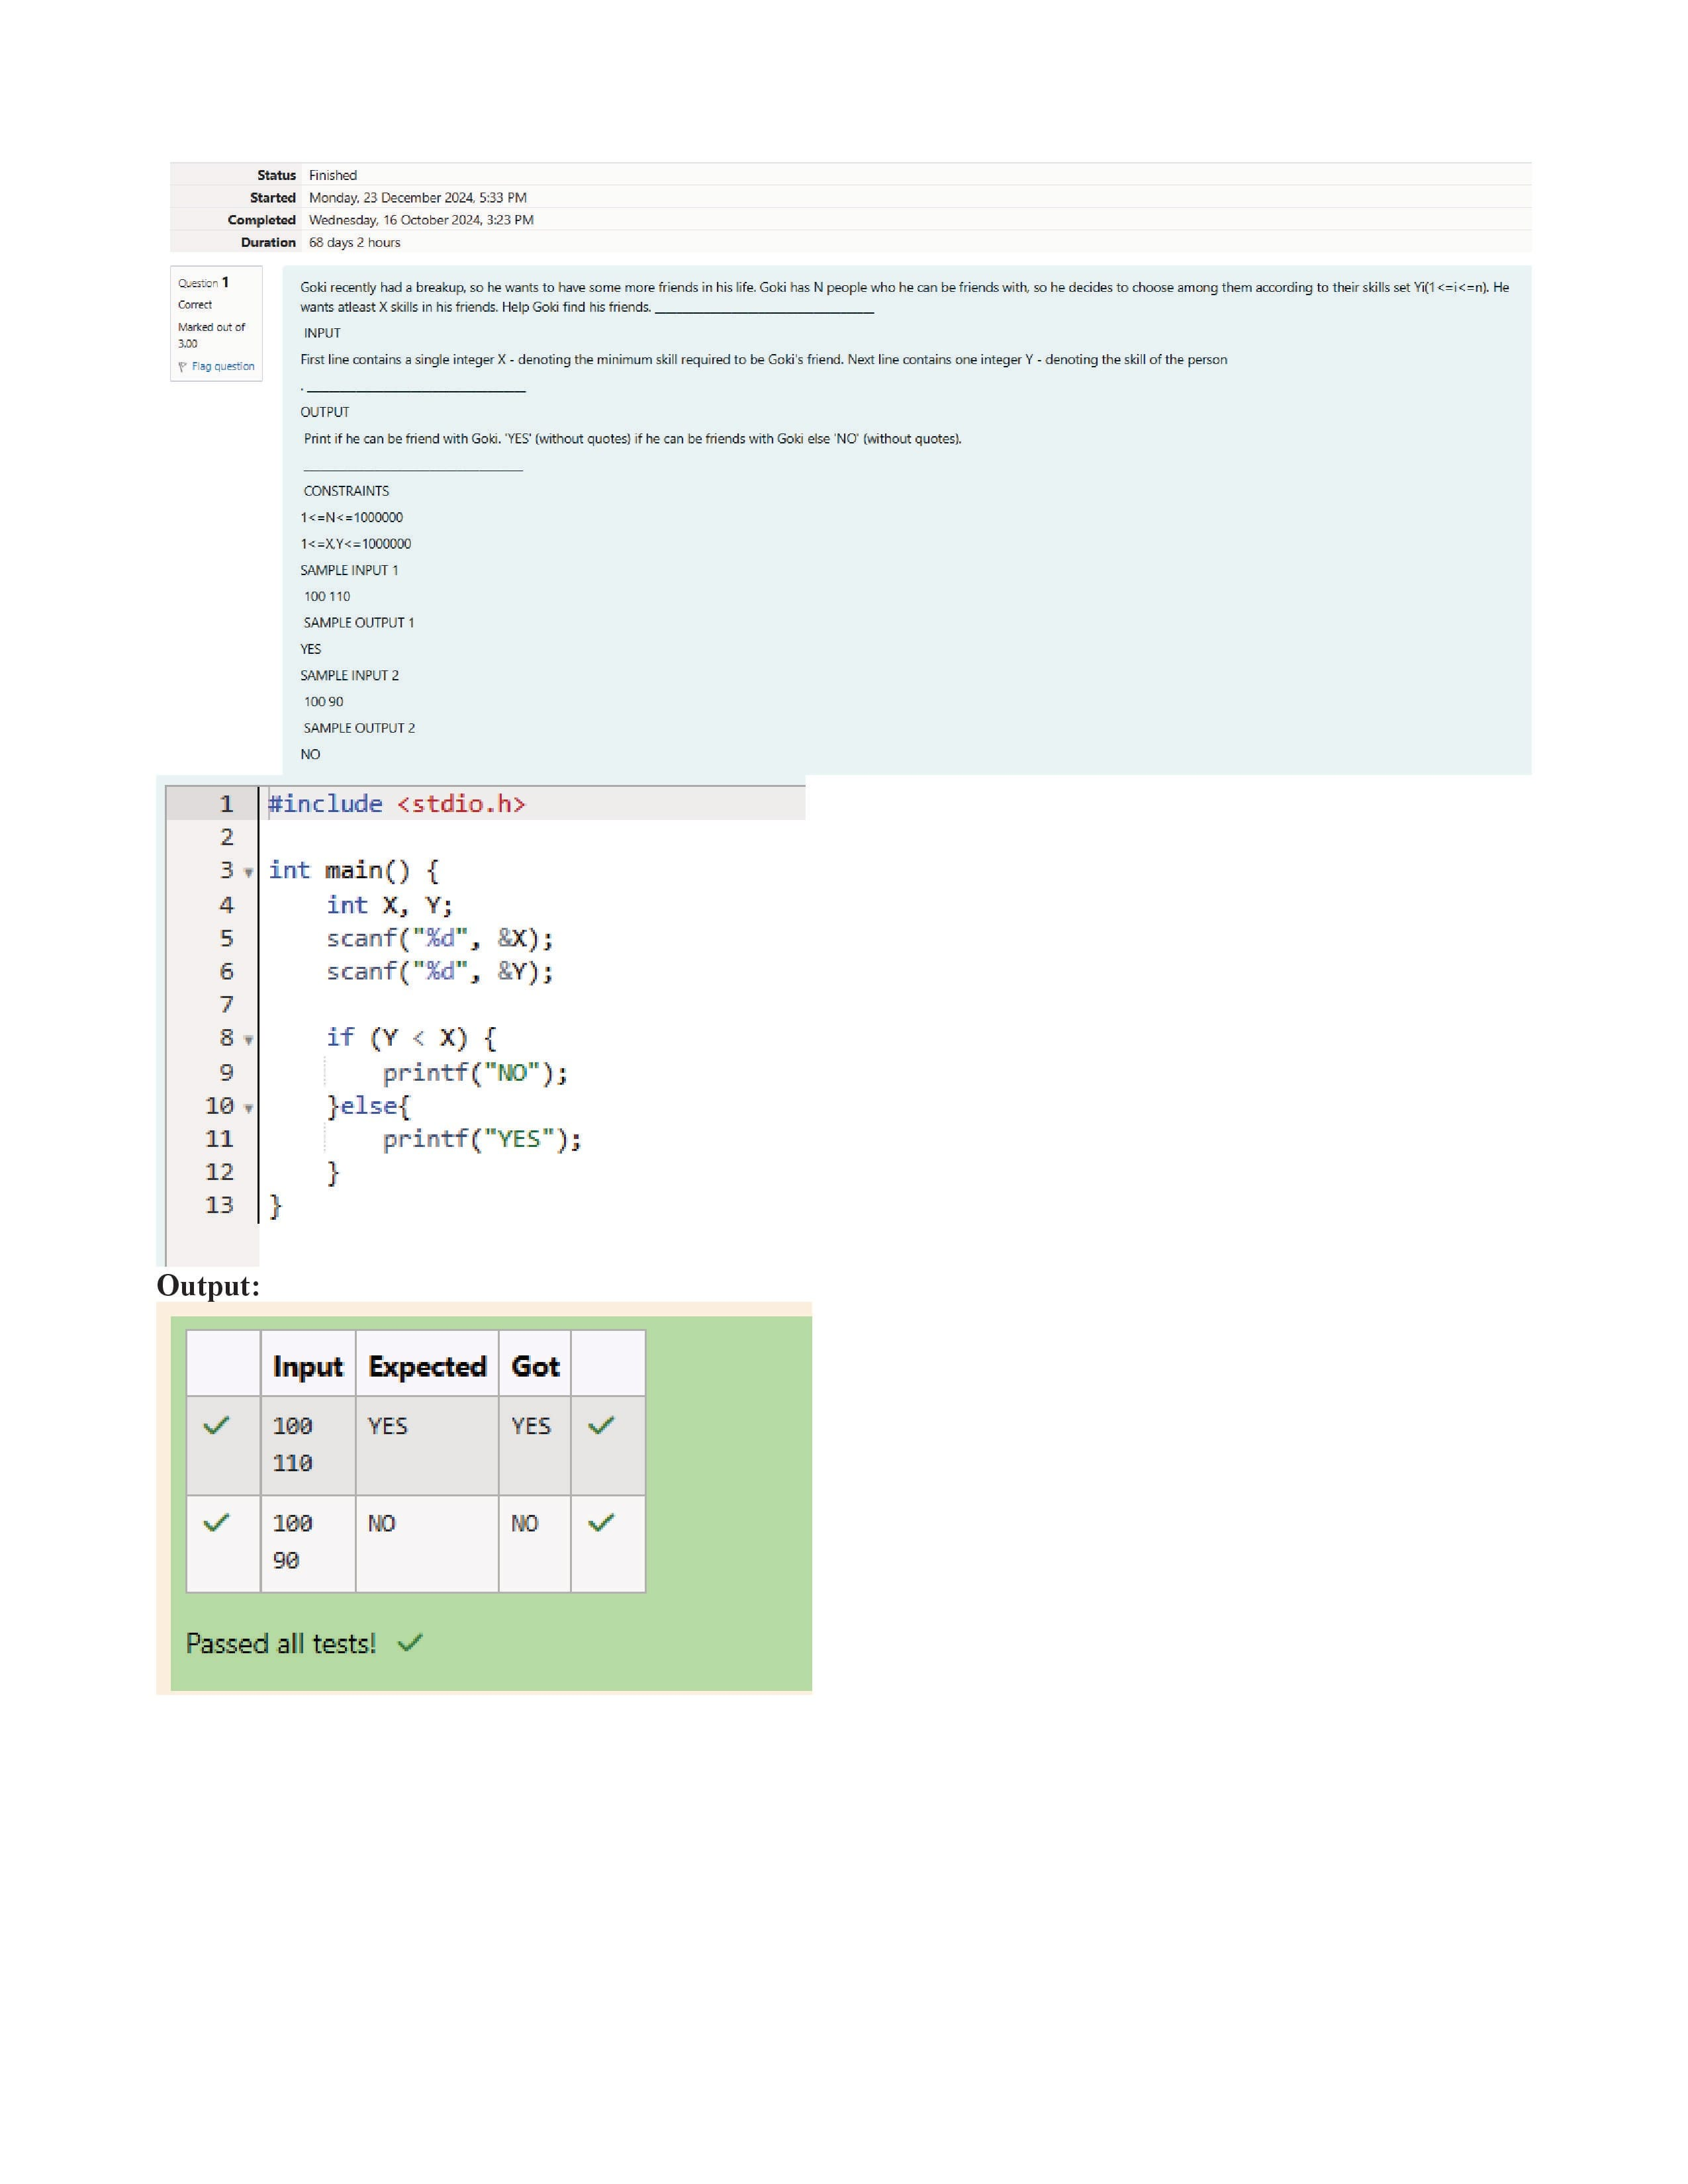 Status Finished
Started Monday, 23 December 2024, 5:33 PM
Completed Wednesday, 16 October 2024, 3:23 PM
Duration 68 days 2 hours
Question 1
Correct
Marked out of
3.00
Flag question
Goki recently had a breakup, so he wants to have some more friends in his life. Goki has N people who he can be friends with, so he decides to choose among them according to their skills set Yi(1<=i<=n). He
wants atleast X skills in his friends. Help Goki find his friends. ________________________________
INPUT
First line contains a single integer X - denoting the minimum skill required to be Goki's friend. Next line contains one integer Y - denoting the skill of the person
. ________________________________
OUTPUT
Print if he can be friend with Goki. 'YES' (without quotes) if he can be friends with Goki else 'NO' (without quotes).
________________________________
CONSTRAINTS
1<=N<=1000000
1<=X,Y<=1000000
SAMPLE INPUT 1
100 110
SAMPLE OUTPUT 1
YES
SAMPLE INPUT 2
100 90
SAMPLE OUTPUT 2
NO
1 #include <stdio.h>
2
3 int main() {
4 int X, Y;
5 scanf("%d", &X);
6 scanf("%d", &Y);
7
8 if (Y < X) {
9 printf("NO");
10 }else{
11 printf("YES");
12 }
13 }
Output:
Input Expected Got
100 YES YES
110
100 NO NO
90
Passed all tests!